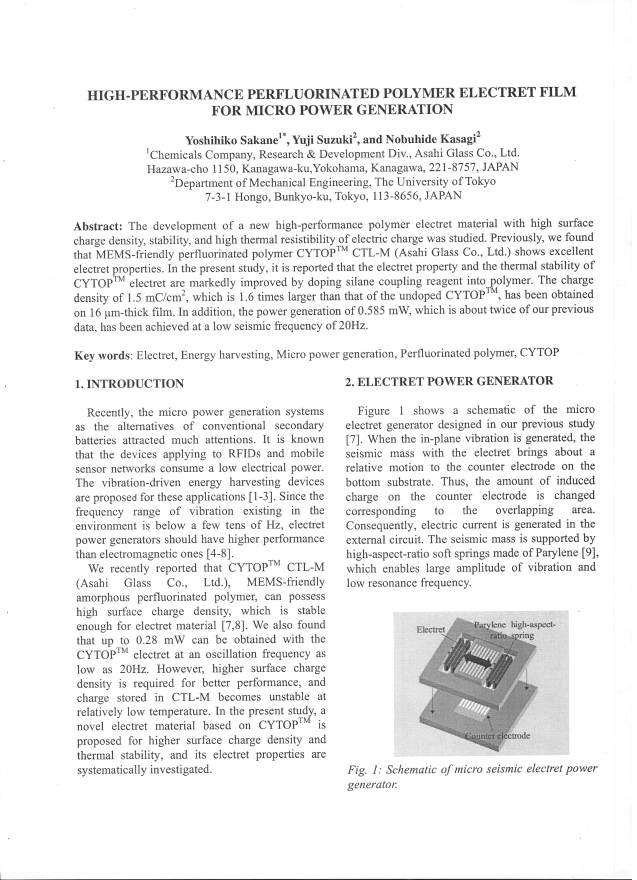 HIGH-PERFORMANCE PERFLUORINATED POLYMER ELECTRET FILM
FOR MICRO POWER GENERATION
Yoshihiko Sakane1*, Yuji Suzuki2, and Nobuhide Kasagi2
1Chemicals Company, Research & Development Div., Asahi Glass Co., Ltd.
Hazawa-cho 1150, Kanagawa-ku,Yokohama, Kanagawa, 221-8757, JAPAN
2Department of Mechanical Engineering, The University of Tokyo
7-3-1 Hongo, Bunkyo-ku, Tokyo, 113-8656, JAPAN
Abstract: The development of a new high-performance polymer electret material with high surface
charge density, stability, and high thermal resistibility of electric charge was studied. Previously, we found
that MEMS-friendly perfluorinated polymer CYTOP™ CTL-M (Asahi Glass Co., Ltd.) shows excellent
electret properties. In the present study, it is reported that the electret property and the thermal stability of
CYTOP™ electret are markedly improved by doping silane coupling reagent into polymer. The charge
density of 1.5 mC/cm2, which is 1.6 times larger than that of the undoped CYTOP™, has been obtained
on 16 μm-thick film. In addition, the power generation of 0.585 mW, which is about twice of our previous
data, has been achieved at a low seismic frequency of 20Hz.
Key words: Electret, Energy harvesting, Micro power generation, Perfluorinated polymer, CYTOP
1. INTRODUCTION
Recently, the micro power generation systems
as the alternatives of conventional secondary
batteries attracted much attentions. It is known
that the devices applying to RFIDs and mobile
sensor networks consume a low electrical power.
The vibration-driven energy harvesting devices
are proposed for these applications [1-3]. Since the
frequency range of vibration existing in the
environment is below a few tens of Hz, electret
power generators should have higher performance
than electromagnetic ones [4-8].
We recently reported that CYTOP™ CTL-M
(Asahi Glass Co., Ltd.), MEMS-friendly
amorphous perfluorinated polymer, can possess
high surface charge density, which is stable
enough for electret material [7,8]. We also found
that up to 0.28 mW can be obtained with the
CYTOP™ electret at an oscillation frequency as
low as 20Hz. However, higher surface charge
density is required for better performance, and
charge stored in CTL-M becomes unstable at
relatively low temperature. In the present study, a
novel electret material based on CYTOP™ is
proposed for higher surface charge density and
thermal stability, and its electret properties are
systematically investigated.
2. ELECTRET POWER GENERATOR
Figure 1 shows a schematic of the micro
electret generator designed in our previous study
[7]. When the in-plane vibration is generated, the
seismic mass with the electret brings about a
relative motion to the counter electrode on the
bottom substrate. Thus, the amount of induced
charge on the counter electrode is changed
corresponding to the overlapping area.
Consequently, electric current is generated in the
external circuit. The seismic mass is supported by
high-aspect-ratio soft springs made of Parylene [9],
which enables large amplitude of vibration and
low resonance frequency.
Electret
Parylene high-aspect-
ratio spring
Counter electrode
Fig. 1: Schematic of micro seismic electret power
generator.